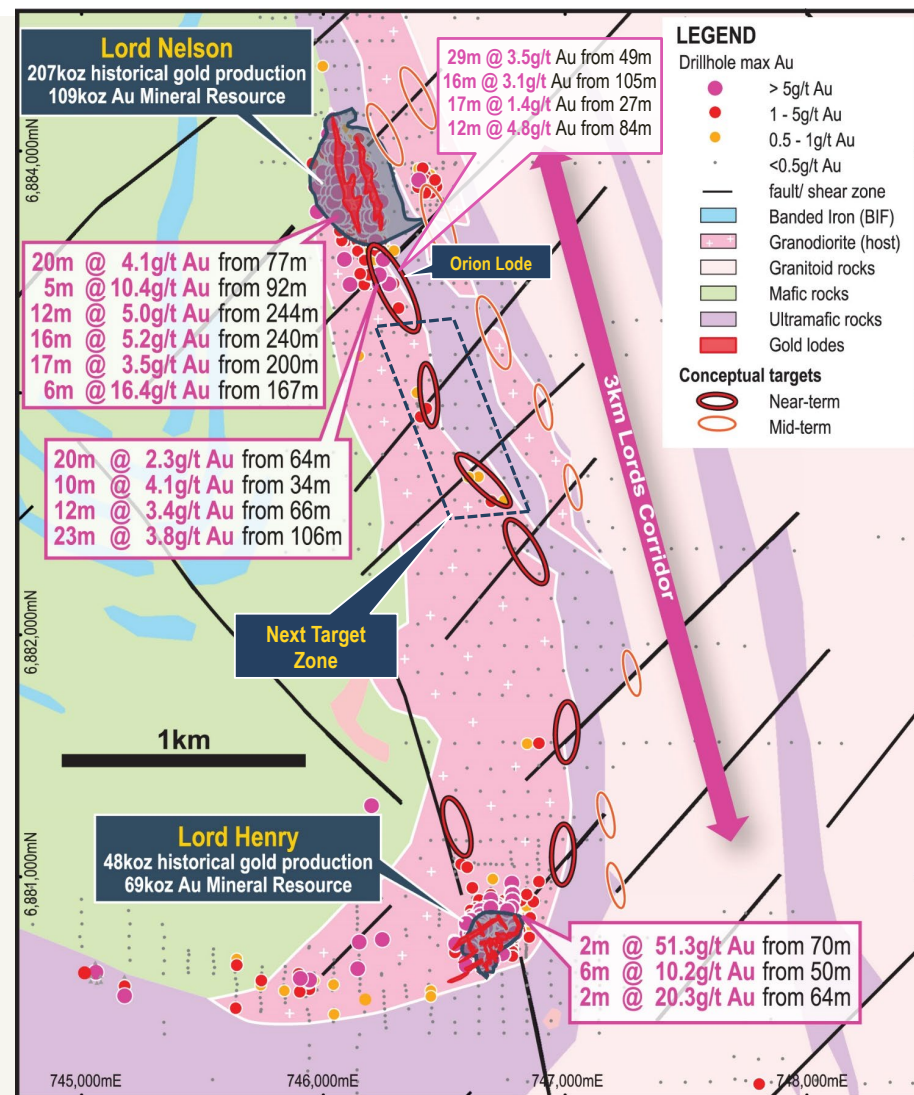 Lord Nelson
207koz historical gold production
109koz Au Mineral Resource
29m @ 3.5g/t Au from 49m
16m @ 3.1g/t Au from 105m
17m @ 1.4g/t Au from 27m
12m @ 4.8g/t Au from 84m
LEGEND
Drillhole max Au
> 5g/t Au
1 - 5g/t Au
0.5 - 1g/t Au
<0.5g/t Au
fault/ shear zone
Banded Iron (BIF)
Granodiorite (host)
Granitoid rocks
Mafic rocks
Ultramafic rocks
Gold lodes
Conceptual targets
Near-term
Mid-term
6,884,000mN
Orion Lode
20m @ 4.1g/t Au from 77m
5m @ 10.4g/t Au from 92m
12m @ 5.0g/t Au from 244m
16m @ 5.2g/t Au from 240m
17m @ 3.5g/t Au from 200m
6m @ 16.4g/t Au from 167m
3km Lords Corridor
20m @ 2.3g/t Au from 64m
10m @ 4.1g/t Au from 34m
12m @ 3.4g/t Au from 66m
23m @ 3.8g/t Au from 106m
6,882,000mN
Next Target
Zone
1km
Lord Henry
48koz historical gold production
69koz Au Mineral Resource
6,884,000mN
2m @ 51.3g/t Au from 70m
6m @ 10.2g/t Au from 50m
2m @ 20.3g/t Au from 64m
745,000mE
746,000mE
747,000mE
748,000mE